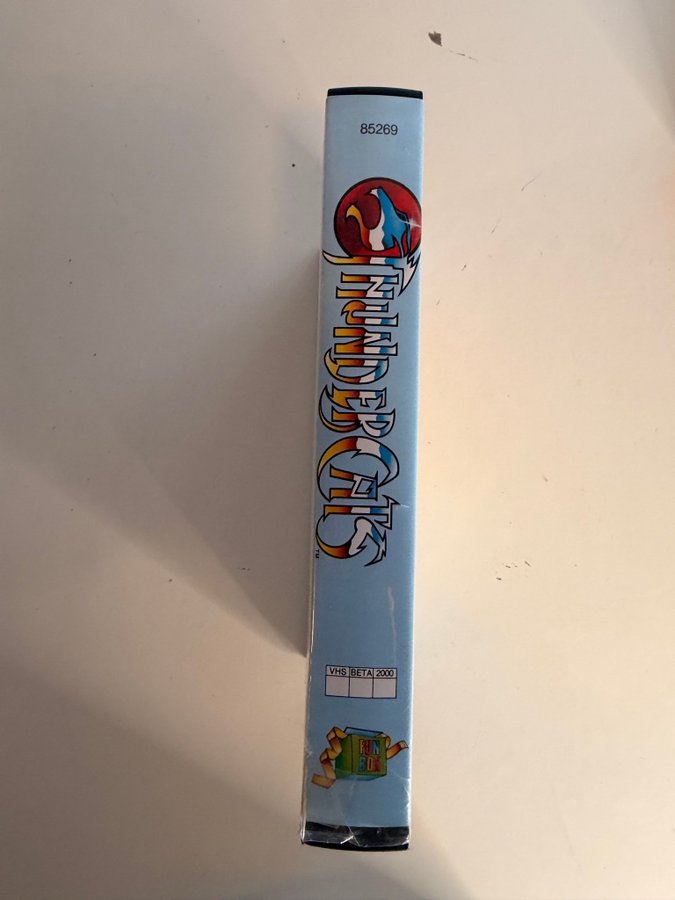 85269
THUNDERCATS
TM
VHS BETA 2000
FUN
BOX